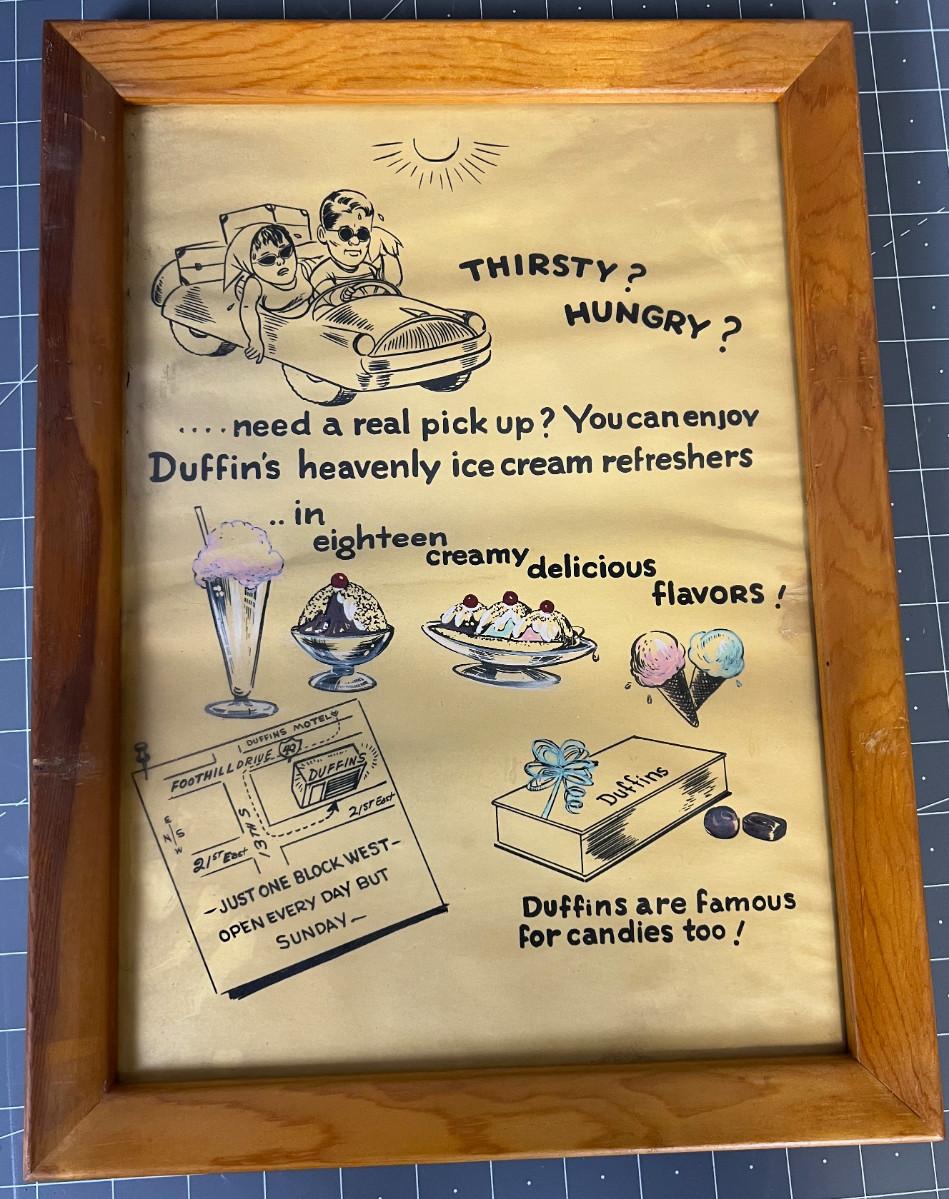 THIRSTY?
HUNGRY?
....need a real pick up? You can enjoy
Duffin's heavenly ice cream refreshers
..in
eighteen
creamy
delicious
flavors!
DUFFINS MOTEL
FOOTHILL DRIVE 40
DUFFINS
21ST East
13TH S
E
N S
W
21ST East
—JUST ONE BLOCK WEST—
OPEN EVERY DAY BUT
SUNDAY—
Duffins
Duffins are famous
for candies too!